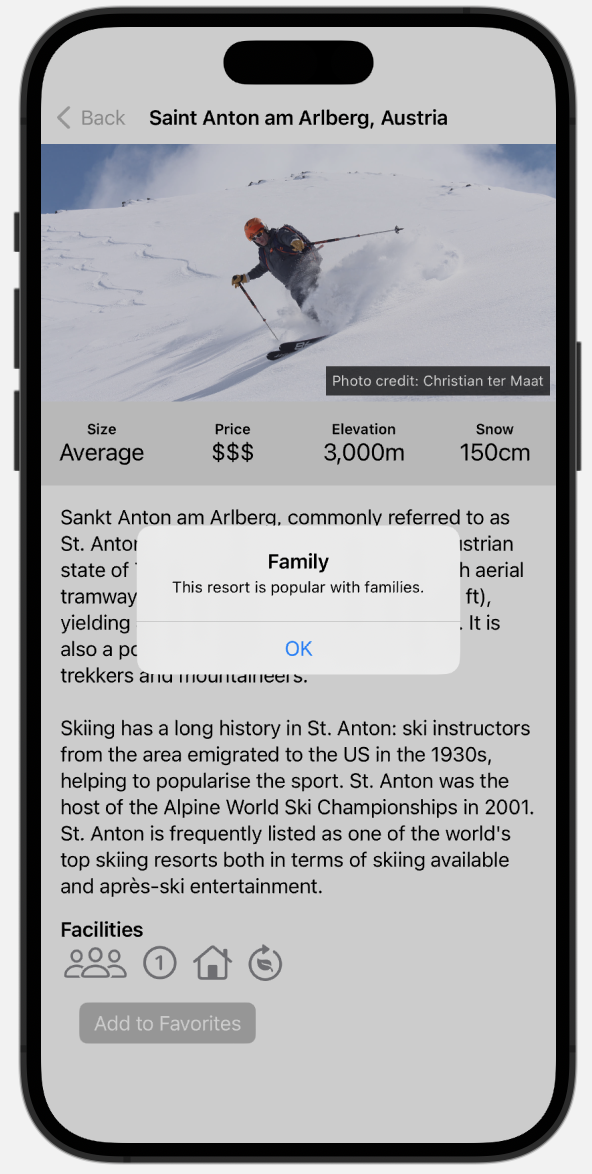 Back
Saint Anton am Arlberg, Austria
Photo credit: Christian ter Maat
Size
Price
Elevation
Snow
Average
$$$
3,000m
150cm
Sankt Anton am Arlberg, commonly referred to as
St. Anton
ustrian
state of
h aerial
tramway
ft),
yielding
. It is
also a po
trekkers and mountaineers.
Family
This resort is popular with families.
OK
Skiing has a long history in St. Anton: ski instructors
from the area emigrated to the US in the 1930s,
helping to popularise the sport. St. Anton was the
host of the Alpine World Ski Championships in 2001.
St. Anton is frequently listed as one of the world's
top skiing resorts both in terms of skiing available
and après-ski entertainment.
Facilities
1
Add to Favorites